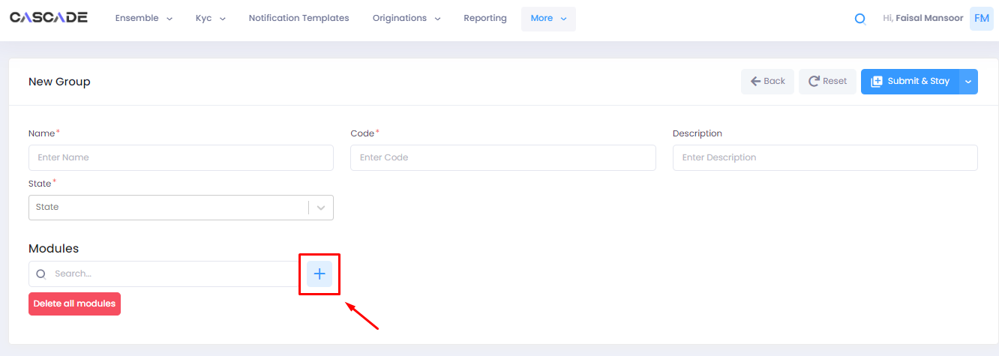 CASCADE Ensemble Kyc Notification Templates Originations Reporting More Hi, Faisal Mansoor FM
New Group Back Reset Submit & Stay
Name* Code* Description
Enter Name Enter Code Enter Description
State*
State
Modules
Search...
Delete all modules